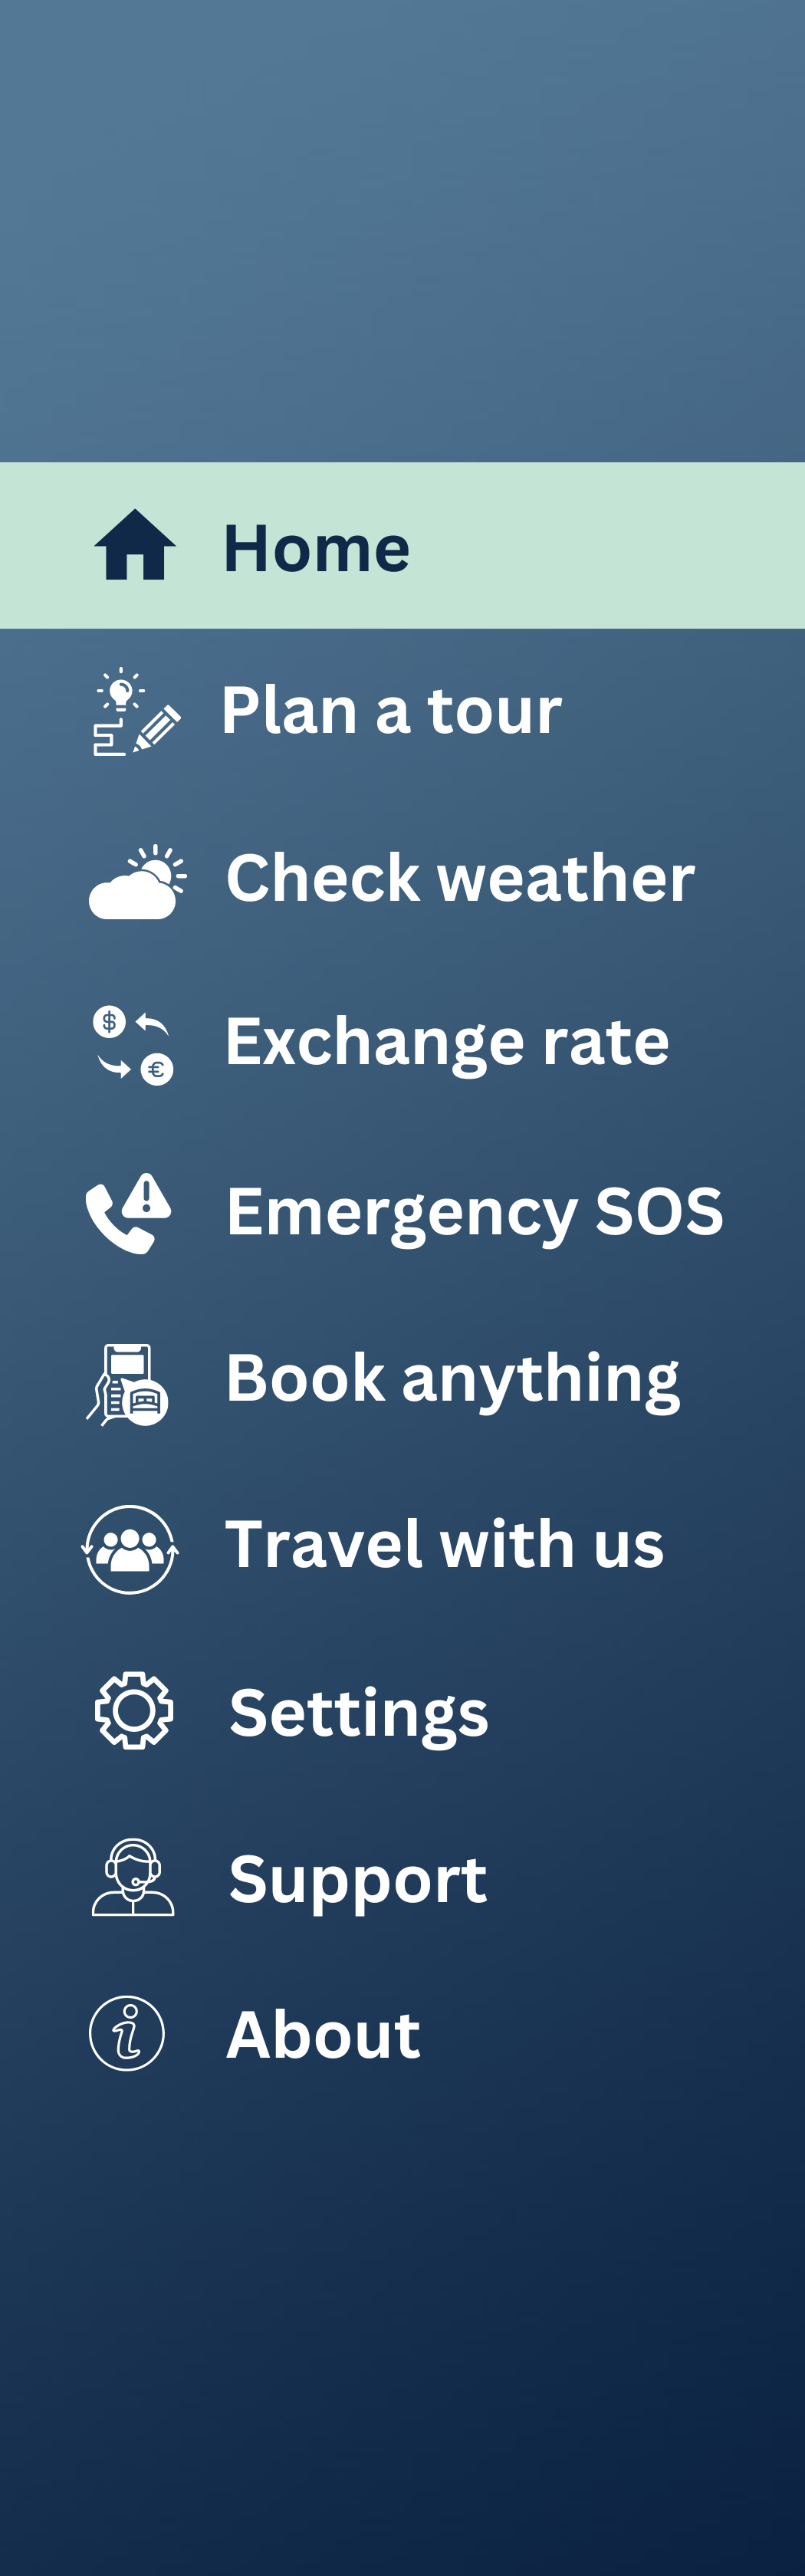 Home
Plan a tour
Check weather
$
€
Exchange rate
Emergency SOS
Book anything
Travel with us
Settings
Support
About